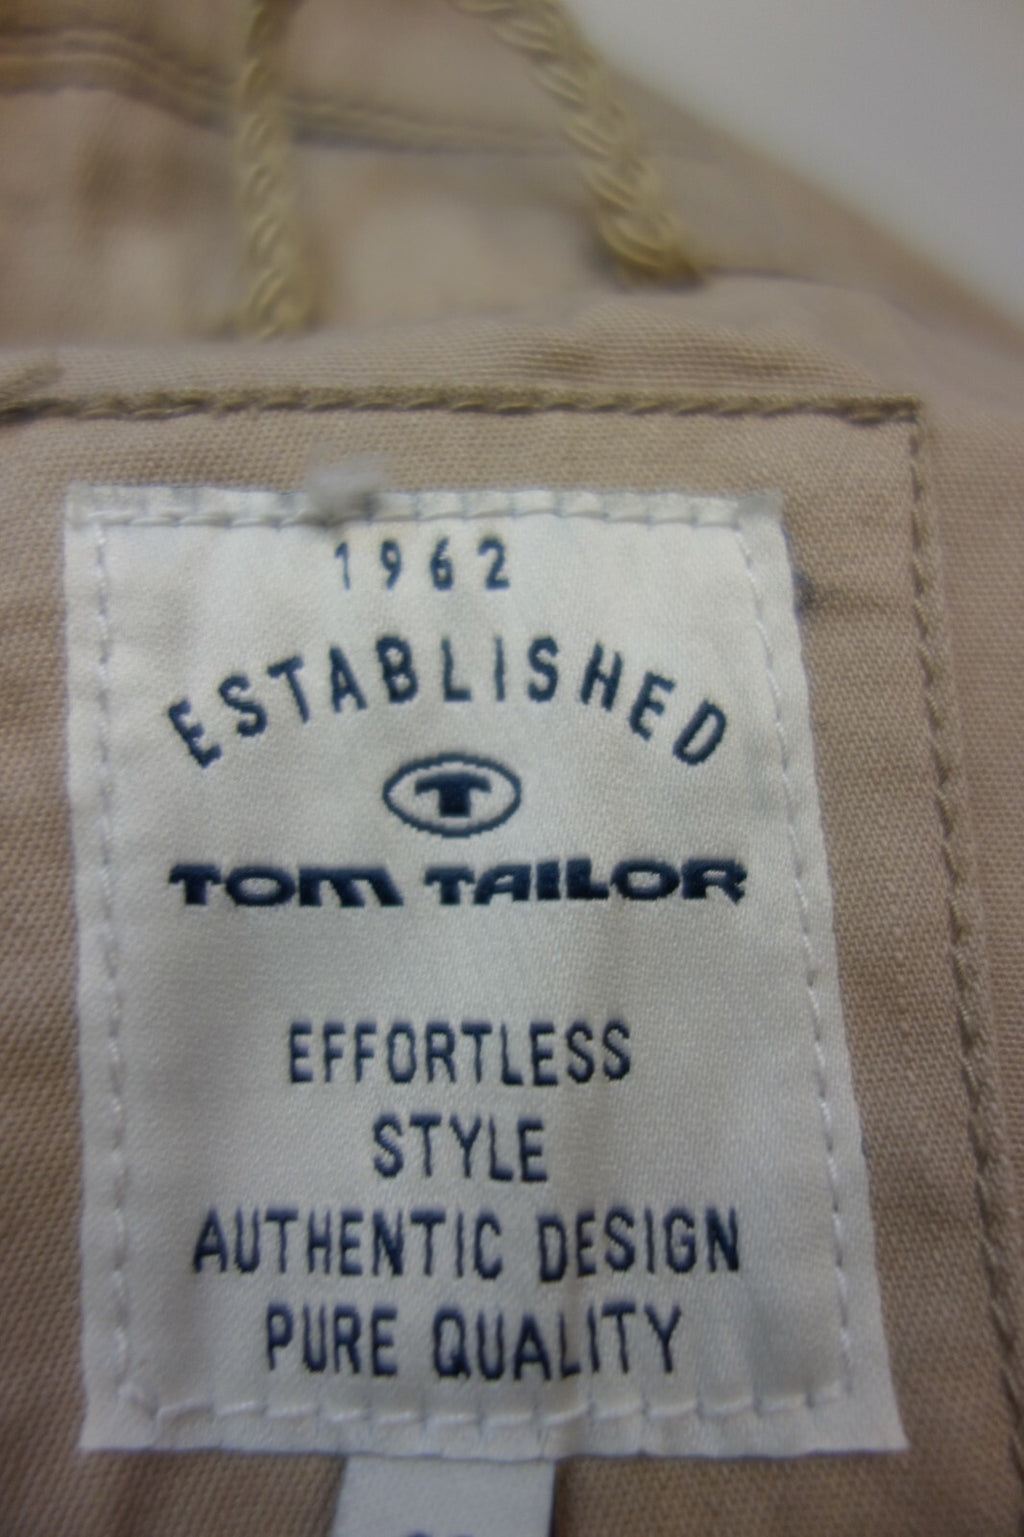 1962
ESTABLISHED
T
TOM TAILOR
EFFORTLESS
STYLE
AUTHENTIC DESIGN
PURE QUALITY